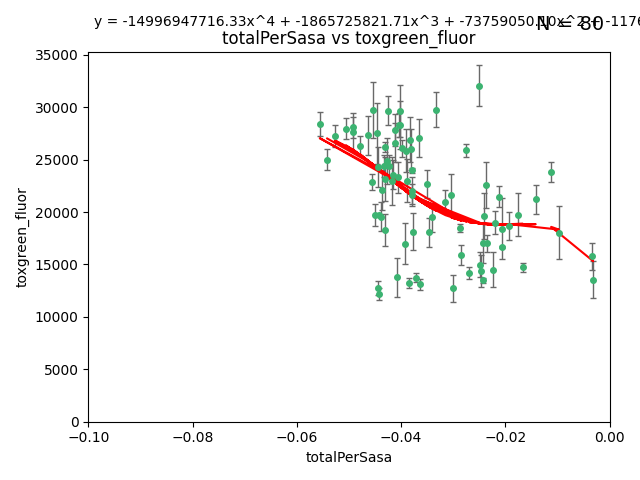 y = -14996947716.33x^4 + -1865725821.71x^3 + -73759050.
N = 80
totalPerSasa vs toxgreen_fluor
35000
30000
25000
20000
15000
10000
5000
0
toxgreen_fluor
−0.10 −0.08 −0.06 −0.04 −0.02 0.00
totalPerSasa